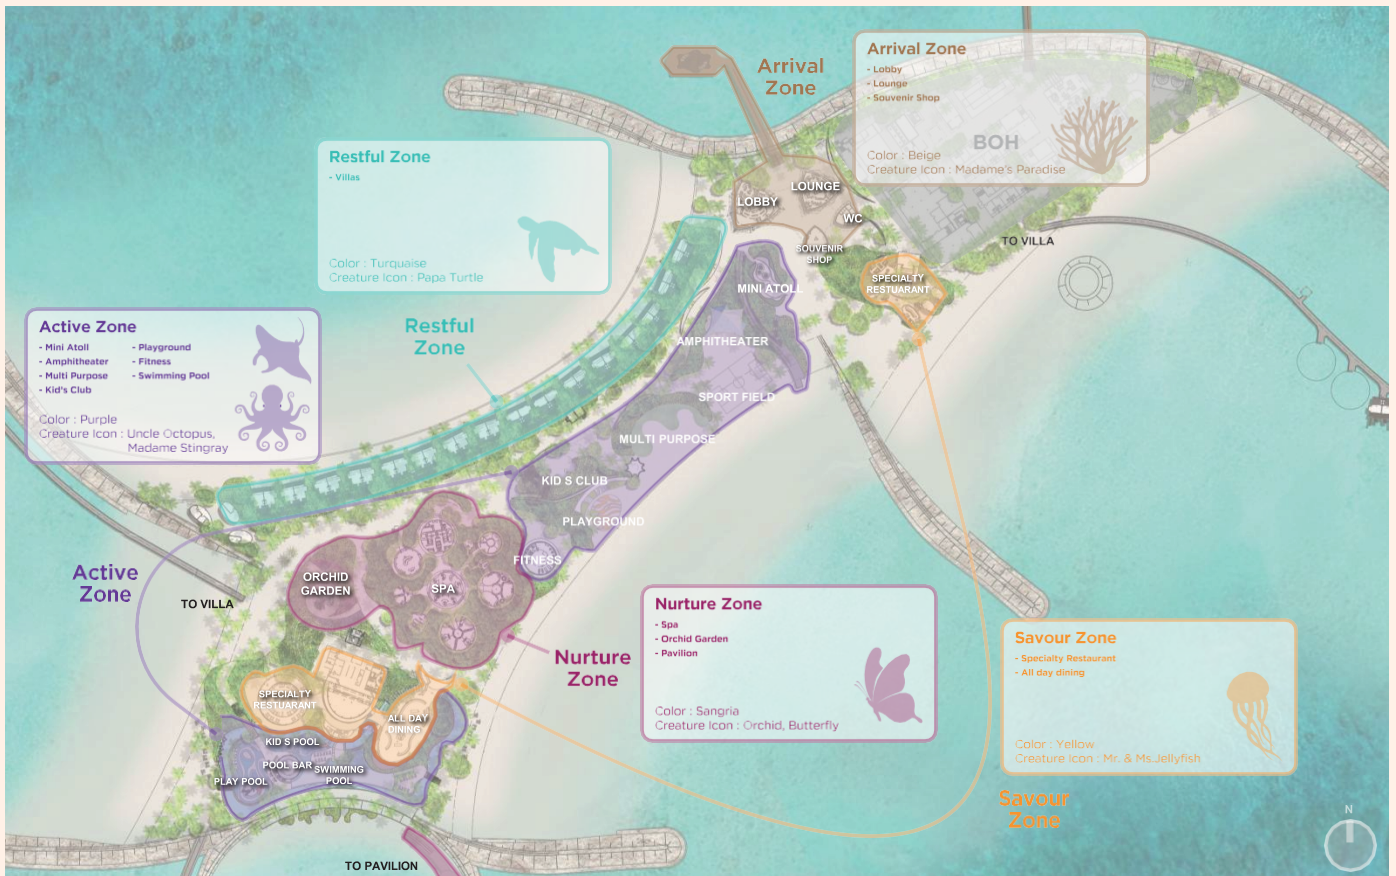 Arrival
Zone
Arrival Zone
- Lobby
- Lounge
- Souvenir Shop
BOH
Color : Beige
Creature Icon : Madame's Paradise
Restful Zone
- Villas
Color : Turquaise
Creature Icon : Papa Turtle
LOUNGE
LOBBY
WC
SOUVENIR
SHOP
TO VILLA
SPECIALTY
RESTUARANT
MINI ATOLL
AMPHITHEATER
SPORT FIELD
MULTI PURPOSE
KID S CLUB
PLAYGROUND
FITNESS
Restful
Zone
Active Zone
- Mini Atoll
- Amphitheater
- Multi Purpose
- Kid's Club
- Playground
- Fitness
- Swimming Pool
Color : Purple
Creature Icon : Uncle Octopus,
Madame Stingray
Active
Zone
TO VILLA
ORCHID
GARDEN
SPA
Nurture
Zone
Nurture Zone
- Spa
- Orchid Garden
- Pavilion
Color : Sangria
Creature Icon : Orchid, Butterfly
Savour Zone
- Specialty Restaurant
- All day dining
Color : Yellow
Creature Icon : Mr. & Ms.Jellyfish
Savour
Zone
SPECIALTY
RESTUARANT
ALL DAY
DINING
KID S POOL
POOL BAR
SWIMMING
POOL
PLAY POOL
TO PAVILION
N